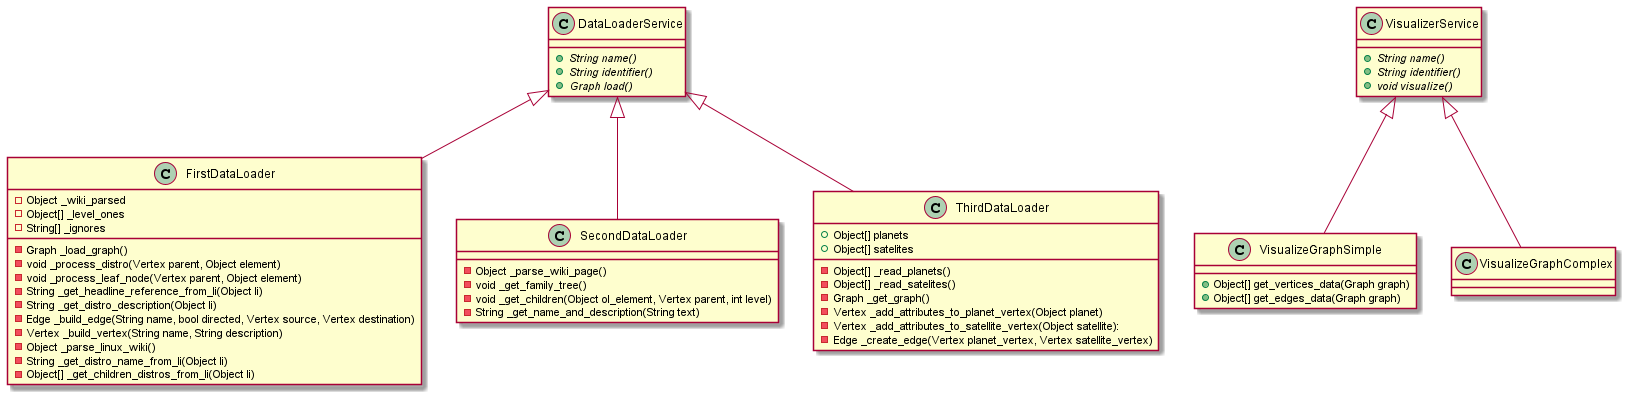 C DataLoaderService
String name()
String identifier()
Graph load()
C VisualizerService
String name()
String identifier()
void visualize()
C FirstDataLoader
Object _wiki_parsed
Object[] _level_ones
String[] _ignores
Graph _load_graph()
void _process_distro(Vertex parent, Object element)
void _process_leaf_node(Vertex parent, Object element)
String _get_headline_reference_from_li(Object li)
String _get_distro_description(Object li)
Edge _build_edge(String name, bool directed, Vertex source, Vertex destination)
Vertex _build_vertex(String name, String description)
Object _parse_linux_wiki()
String _get_distro_name_from_li(Object li)
Object[] _get_children_distros_from_li(Object li)
C SecondDataLoader
Object _parse_wiki_page()
void _get_family_tree()
void _get_children(Object ol_element, Vertex parent, int level)
String _get_name_and_description(String text)
C ThirdDataLoader
Object[] planets
Object[] satelites
Object[] _read_planets()
Object[] _read_satelites()
Graph _get_graph()
Vertex _add_attributes_to_planet_vertex(Object planet)
Vertex _add_attributes_to_satellite_vertex(Object satellite):
Edge _create_edge(Vertex planet_vertex, Vertex satellite_vertex)
C VisualizeGraphSimple
Object[] get_vertices_data(Graph graph)
Object[] get_edges_data(Graph graph)
C VisualizeGraphComplex